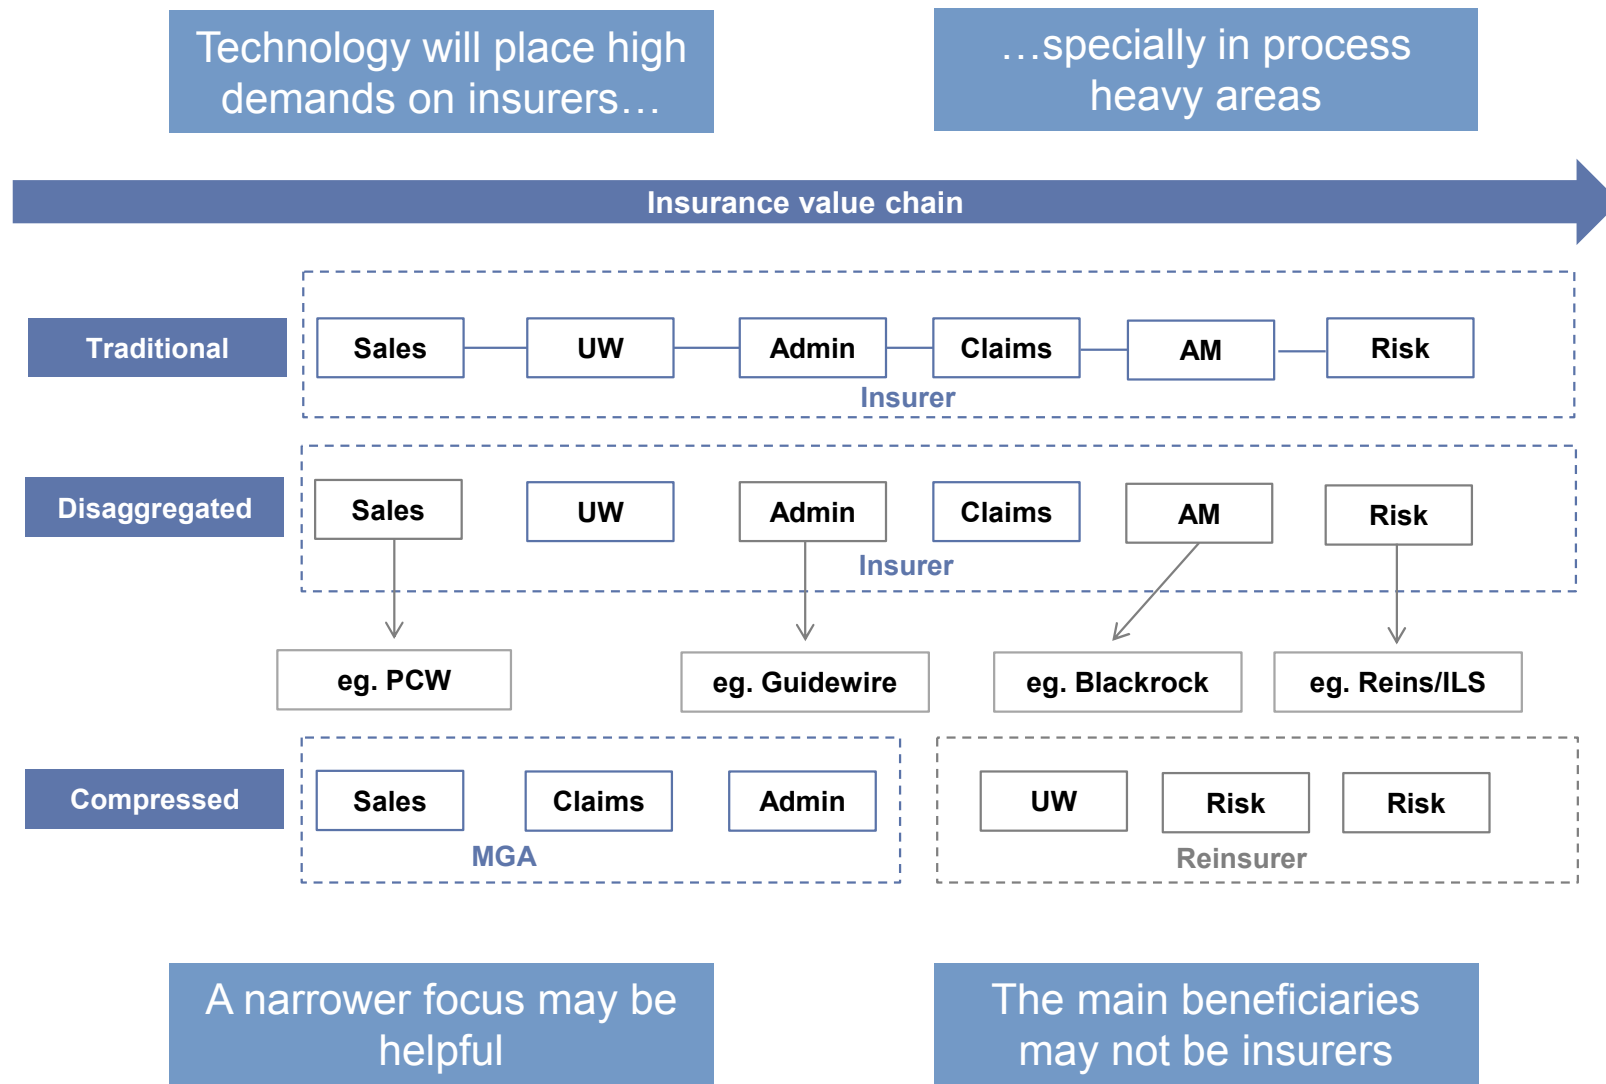 Technology will place high
demands on insurers…
…specially in process
heavy areas
Insurance value chain
Traditional
Sales
UW
Admin
Claims
AM
Risk
Insurer
Disaggregated
Sales
UW
Admin
Claims
AM
Risk
Insurer
eg. PCW
eg. Guidewire
eg. Blackrock
eg. Reins/ILS
Compressed
Sales
Claims
Admin
MGA
UW
Risk
Risk
Reinsurer
A narrower focus may be
helpful
The main beneficiaries
may not be insurers